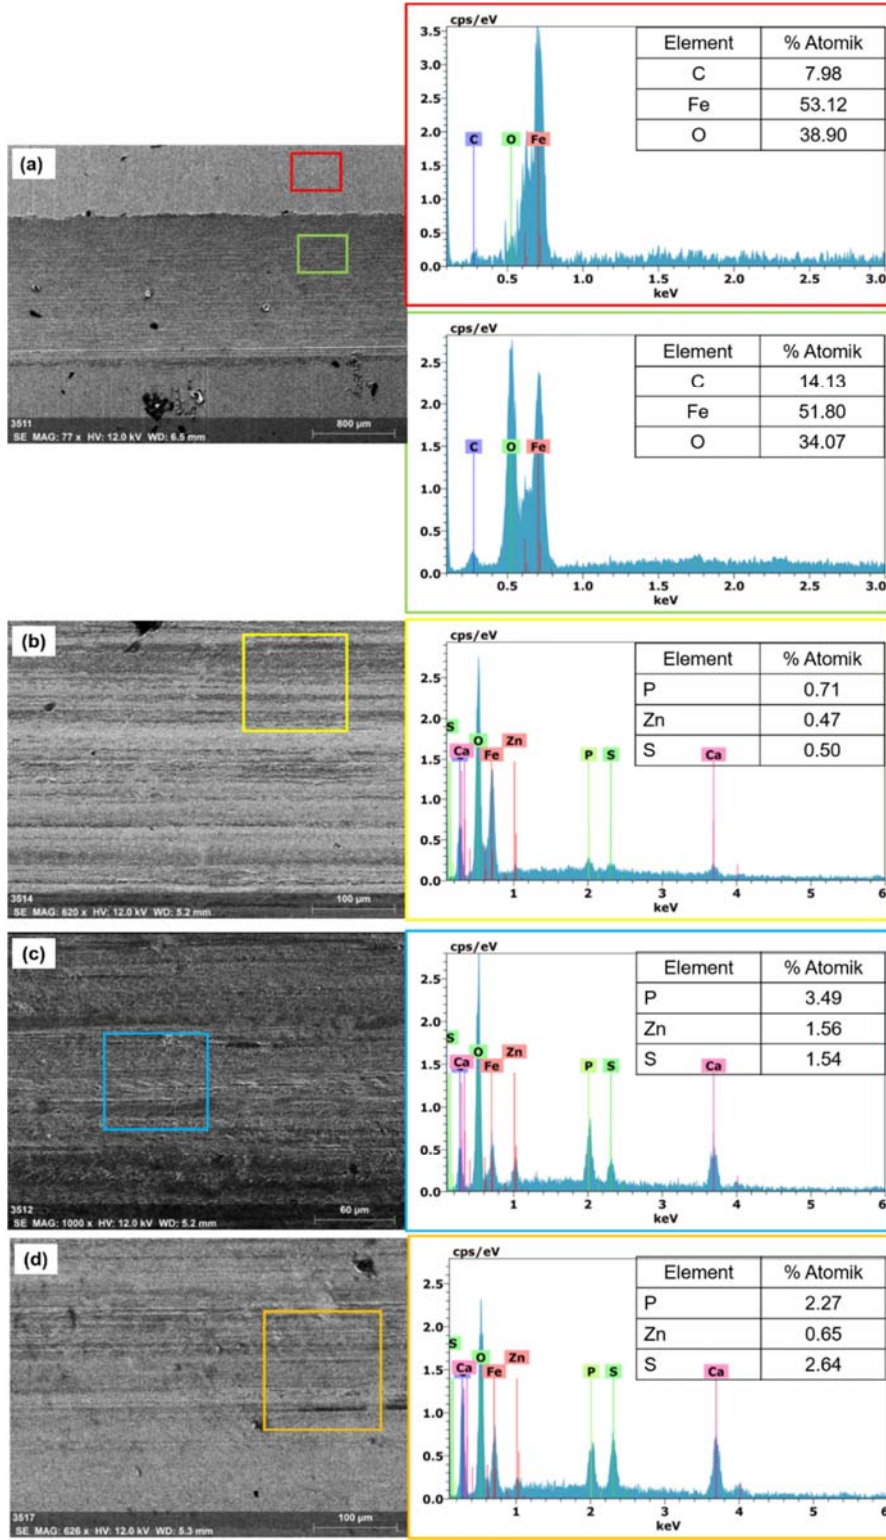 (a)
3511
SE MAG: 77 x HV: 12.0 kV WD: 6.5 mm
800 µm
cps/eV
3.5
3.0
2.5
2.0
1.5
1.0
0.5
0.0
C O Fe
0.5 1.0 1.5 2.0 2.5 3.0
keV
Element % Atomik
C 7.98
Fe 53.12
O 38.90
cps/eV
2.5
2.0
1.5
1.0
0.5
0.0
C O Fe
0.5 1.0 1.5 2.0 2.5 3.0
keV
Element % Atomik
C 14.13
Fe 51.80
O 34.07
(b)
3514
SE MAG: 620 x HV: 12.0 kV WD: 5.2 mm
100 µm
cps/eV
2.5
2.0
1.5
1.0
0.5
0.0
S
Ca O Fe Zn P S Ca
1 2 3 4 5 6
keV
Element % Atomik
P 0.71
Zn 0.47
S 0.50
(c)
3512
SE MAG: 1000 x HV: 12.0 kV WD: 5.2 mm
60 µm
cps/eV
2.5
2.0
1.5
1.0
0.5
0.0
S
Ca O Fe Zn P S Ca
1 2 3 4 5 6
keV
Element % Atomik
P 3.49
Zn 1.56
S 1.54
(d)
3517
SE MAG: 626 x HV: 12.0 kV WD: 5.3 mm
100 µm
cps/eV
2.5
2.0
1.5
1.0
0.5
0.0
S
Ca O Fe Zn P S Ca
1 2 3 4 5 6
keV
Element % Atomik
P 2.27
Zn 0.65
S 2.64